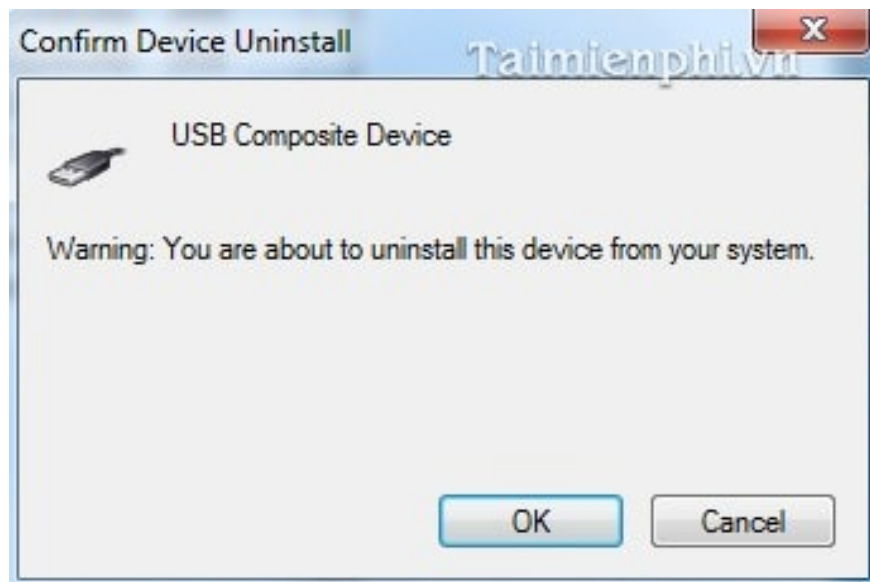 Confirm Device Uninstall
Taimienphi.vn
X
USB Composite Device
Warning: You are about to uninstall this device from your system.
OK
Cancel